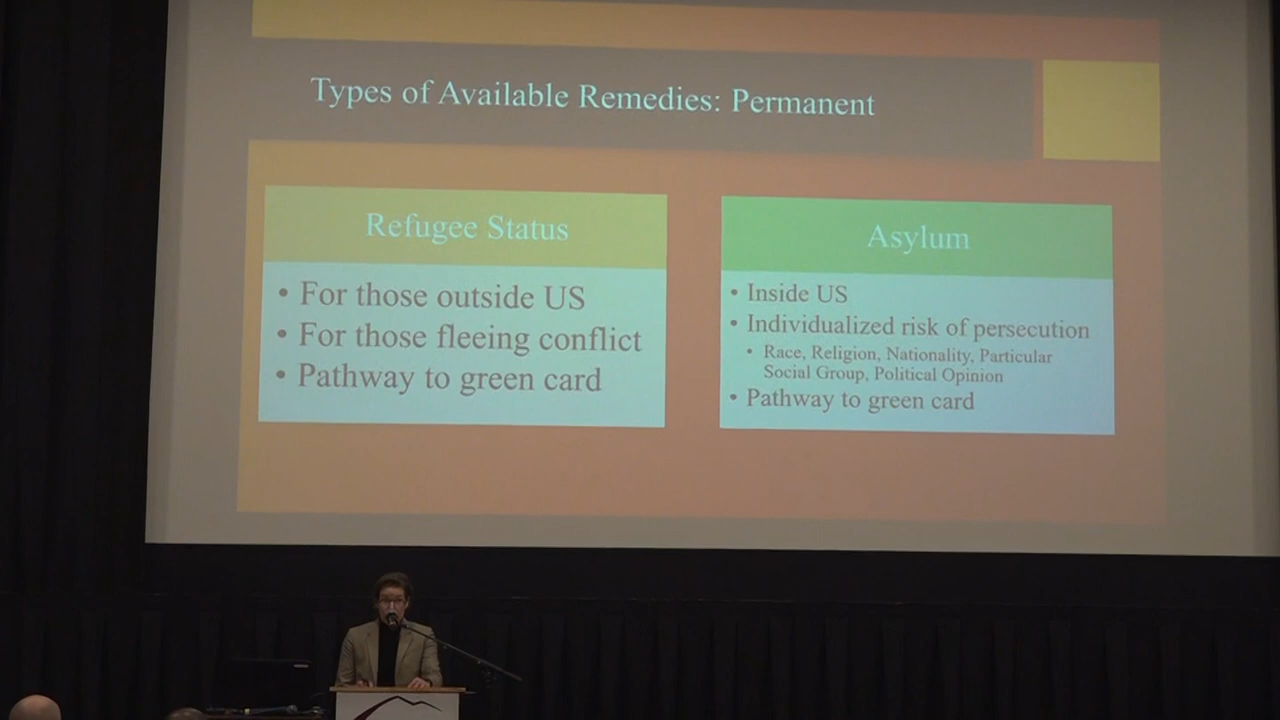 Types of Available Remedies: Permanent
Refugee Status
• For those outside US
• For those fleeing conflict
• Pathway to green card
Asylum
• Inside US
• Individualized risk of persecution
• Race, Religion, Nationality, Particular
Social Group, Political Opinion
• Pathway to green card